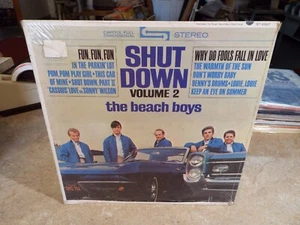 STEREO
FUN, FUN, FUN
IN THE PARKIN' LOT
POM, POM PLAY GIRL • THIS CAR
OF MINE • SHUT DOWN, PART II
"CASSIUS" LOVE VS. "SONNY" WILSON
SHUT
DOWN
VOLUME 2
the beach boys
WHY DO FOOLS FALL IN LOVE
THE WARMTH OF THE SUN
DON'T WORRY BABY
DENNY'S DRUMS • LOUIE, LOUIE
KEEP AN EYE ON SUMMER